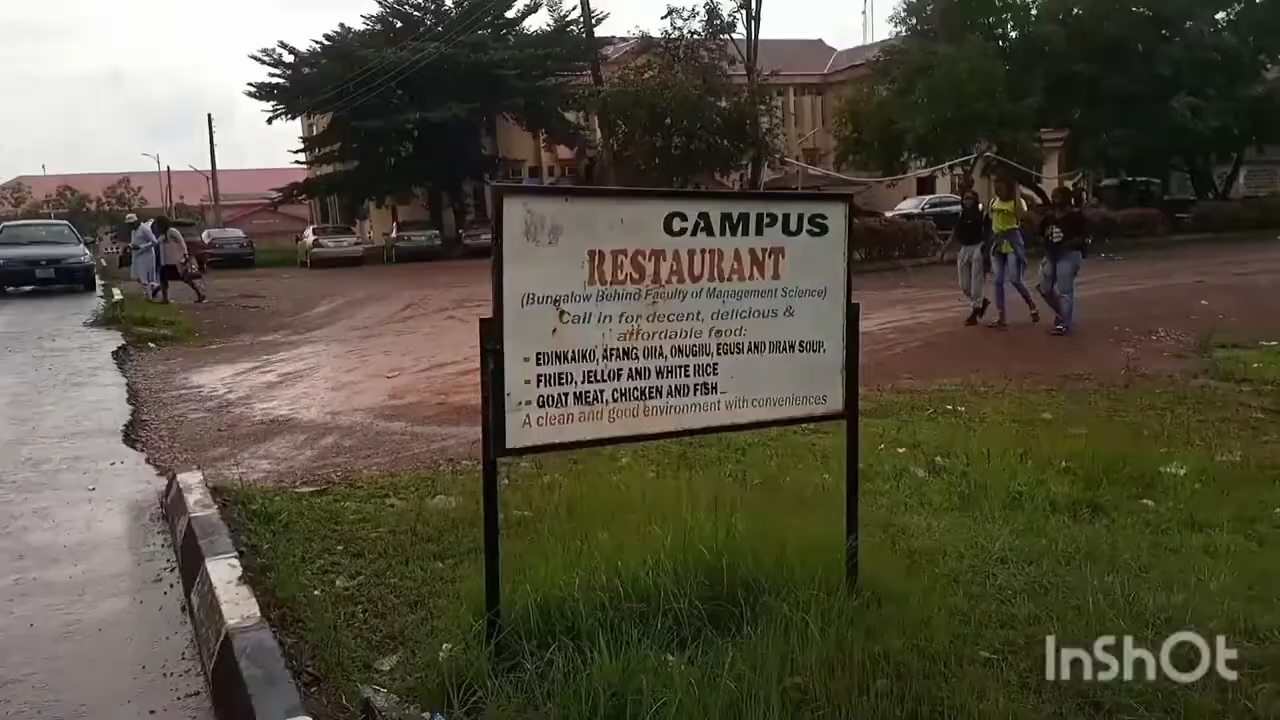 CAMPUS
RESTAURANT
(Bungalow Behind Faculty of Management Science)
Call in for decent, delicious &
affordable food:
- EDINKAIKO, AFANG, ORA, ONUGBU, EGUSI AND DRAW SOUP.
- FRIED, JELLOF AND WHITE RICE
- GOAT MEAT, CHICKEN AND FISH
A clean and good environment with conveniences
InShOt